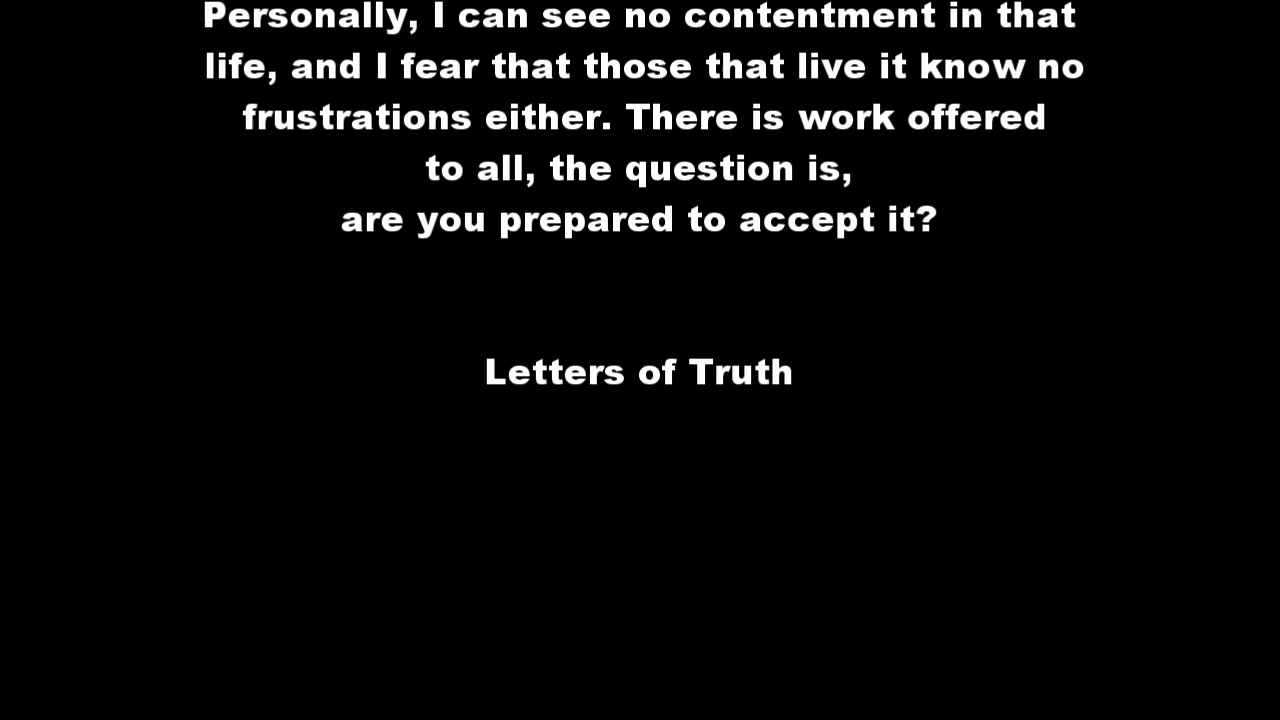 Personally, I can see no contentment in that
life, and I fear that those that live it know no
frustrations either. There is work offered
to all, the question is,
are you prepared to accept it?
Letters of Truth